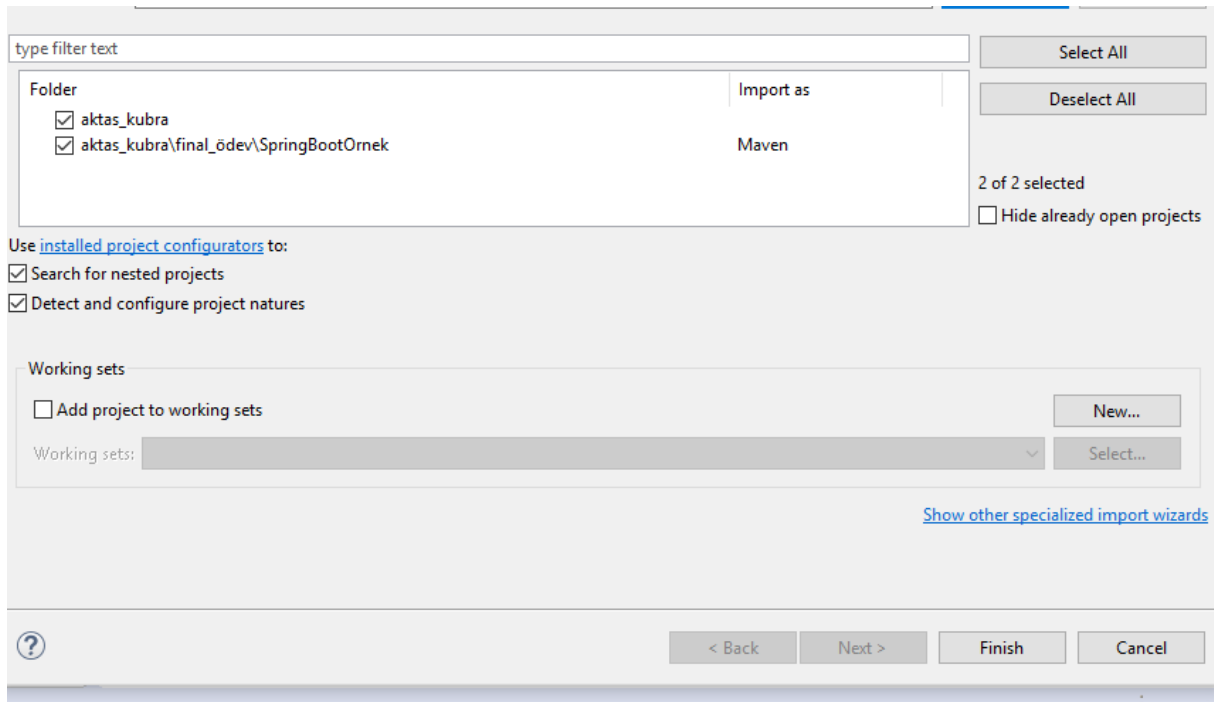 type filter text
Select All
Folder Import as
Deselect All
aktas_kubra
aktas_kubra\final_ödev\SpringBootOrnek Maven
2 of 2 selected
Hide already open projects
Use installed project configurators to:
Search for nested projects
Detect and configure project natures
Working sets
Add project to working sets
New...
Working sets:
Select...
Show other specialized import wizards
?
< Back Next > Finish Cancel